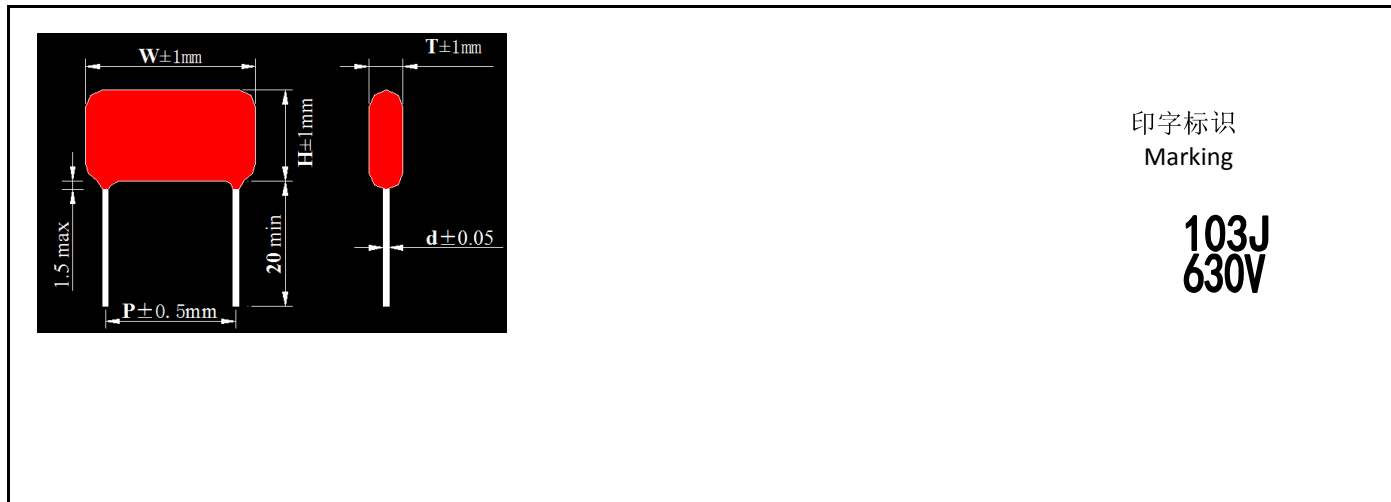 W±1mm
T±1mm
H±1mm
1.5 max
20 min
d±0.05
P±0.5mm
印字标识
Marking
103J
630V